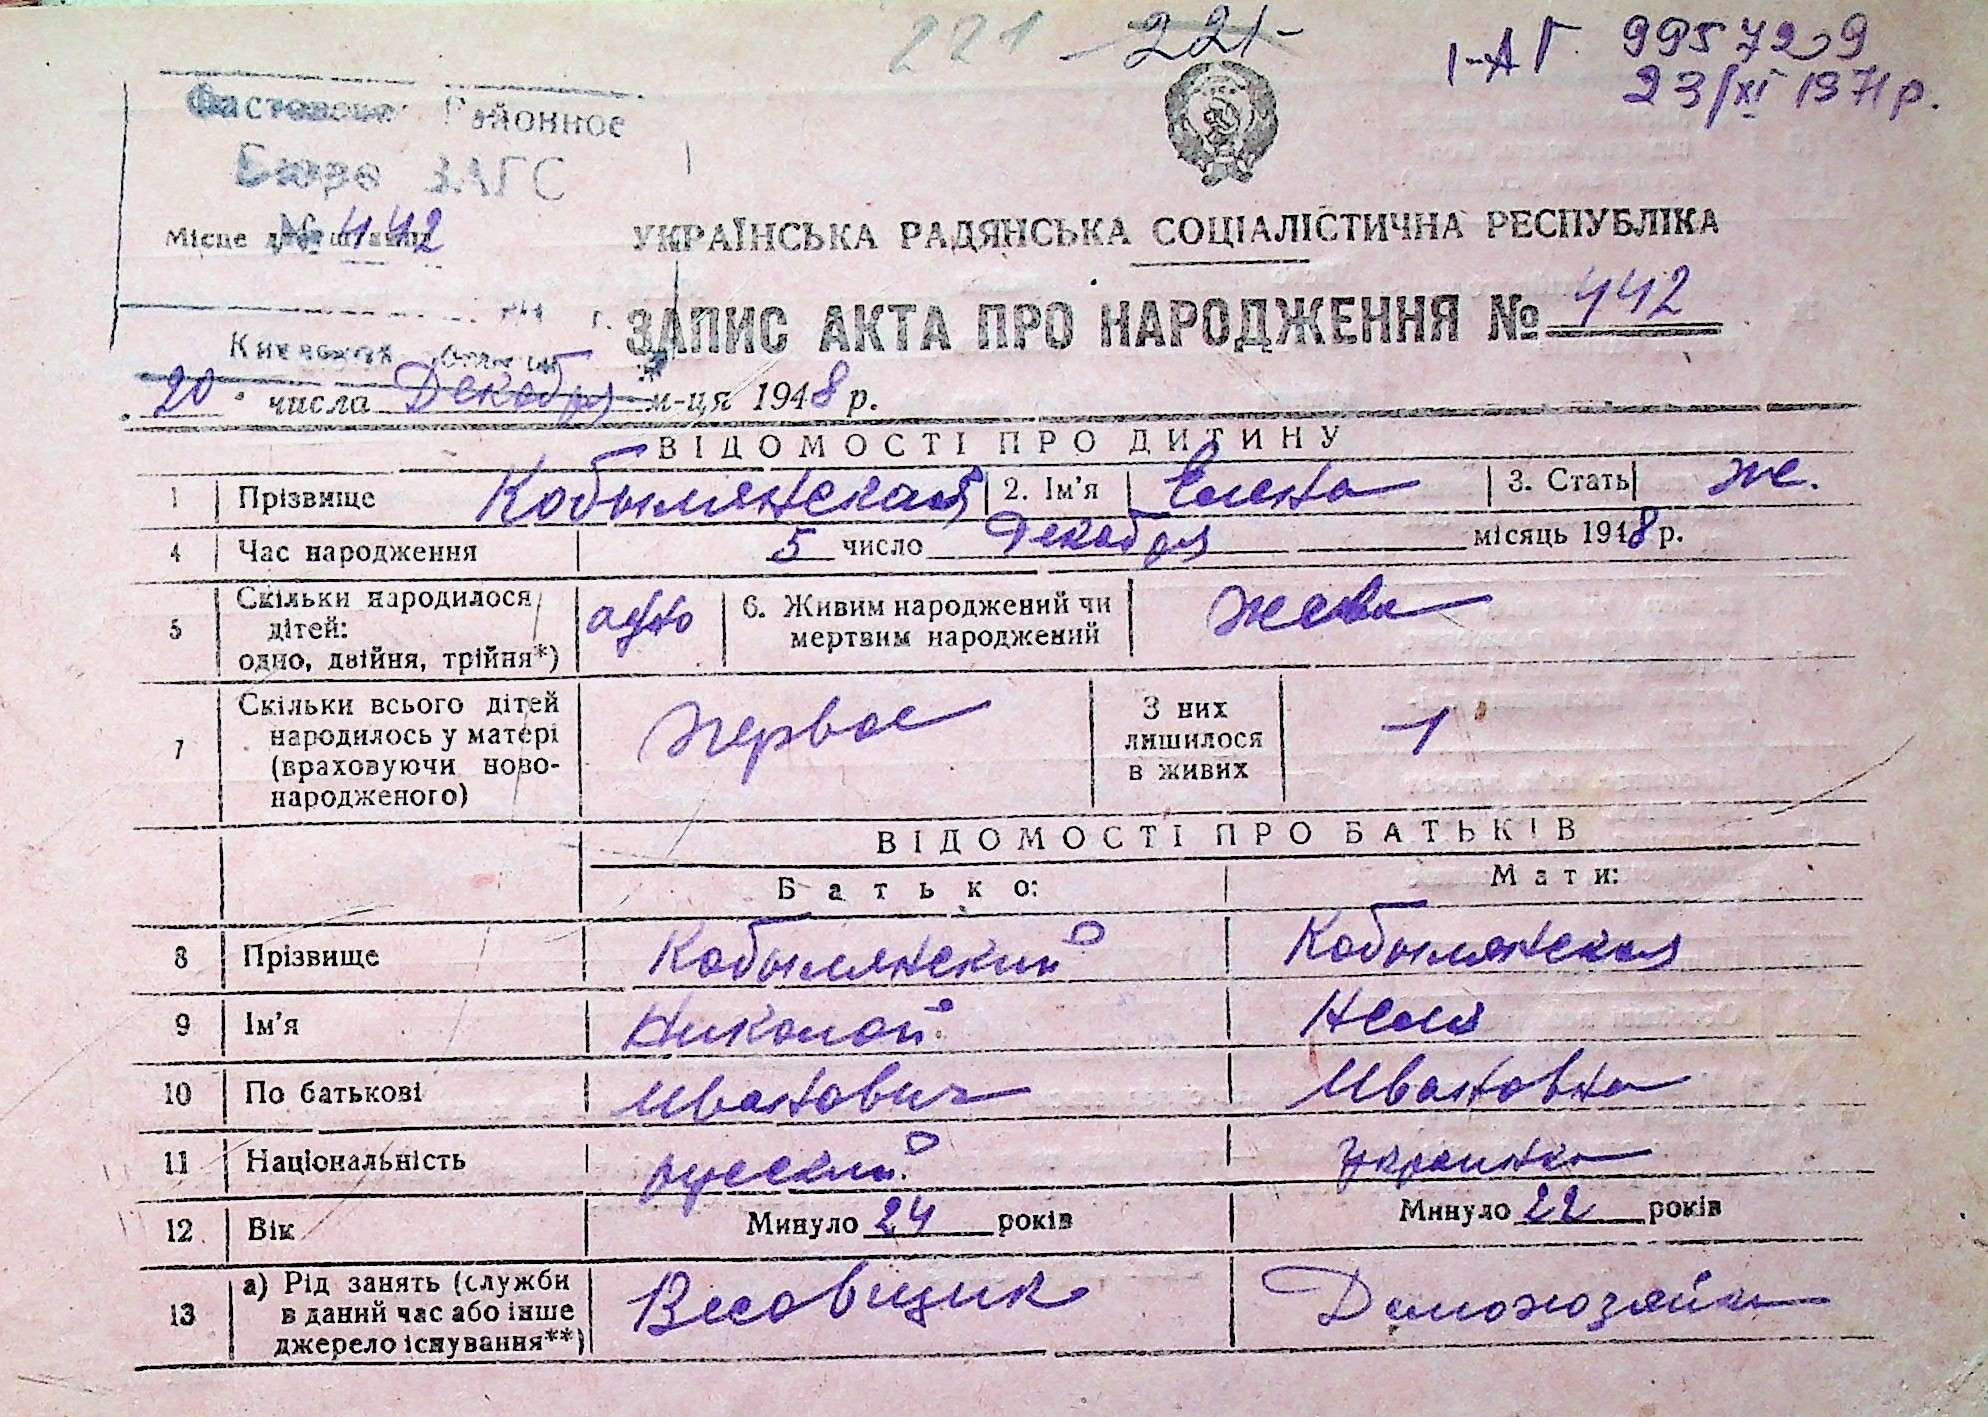 221 -221-
I-АГ. 995729
23/XI 1971 р.
Фастовское Районное
Бюро ЗАГС
№ 442
Місце
УКРАЇНСЬКА РАДЯНСЬКА СОЦІАЛІСТИЧНА РЕСПУБЛІКА
ЗАПИС АКТА ПРО НАРОДЖЕННЯ № 442
Киевской
20 числа Декабря м-ця 1948 р.
ВІДОМОСТІ ПРО ДИТИНУ
1 Прізвище Кобылянская 2. Ім'я Елена 3. Стать же.
4 Час народження 5 число Декабря місяць 1948 р.
5 Скільки народилося
дітей:
одно, двійня, трійня*) одно
6. Живим народжений чи
мертвим народжений жива
7 Скільки всього дітей
народилось у матері
(враховуючи ново-
народженого) первое
З них
лишилося
в живих 1
ВІДОМОСТІ ПРО БАТЬКІВ
Батько: Мати:
8 Прізвище Кобылянский Кобылянская
9 Ім'я Николай Неля
10 По батькові Иванович Ивановна
11 Національність русский украинка
12 Вік Минуло 24 років Минуло 22 років
13 а) Рід занять (служби
в даний час або інше
джерело існування**) Весовщик Домохозяйка